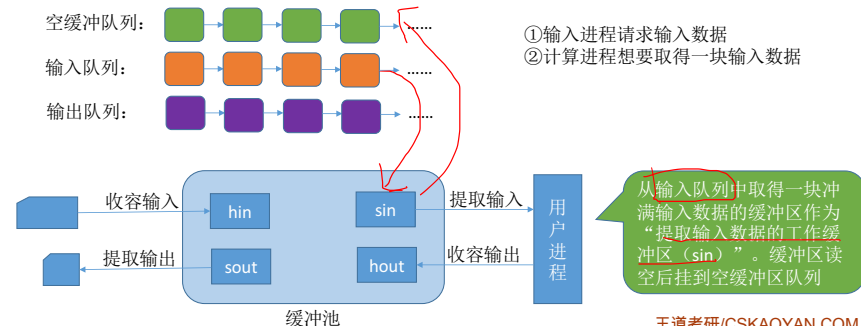 空缓冲队列：
......
输入队列：
......
输出队列：
......
①输入进程请求输入数据
②计算进程想要取得一块输入数据
收容输入
hin
sin
提取输入
用户进程
提取输出
sout
hout
收容输出
缓冲池
从输入队列中取得一块冲
满输入数据的缓冲区作为
“提取输入数据的工作缓
冲区（sin）”。缓冲区读
空后挂到空缓冲区队列
王道考研/CSKAOYAN.COM